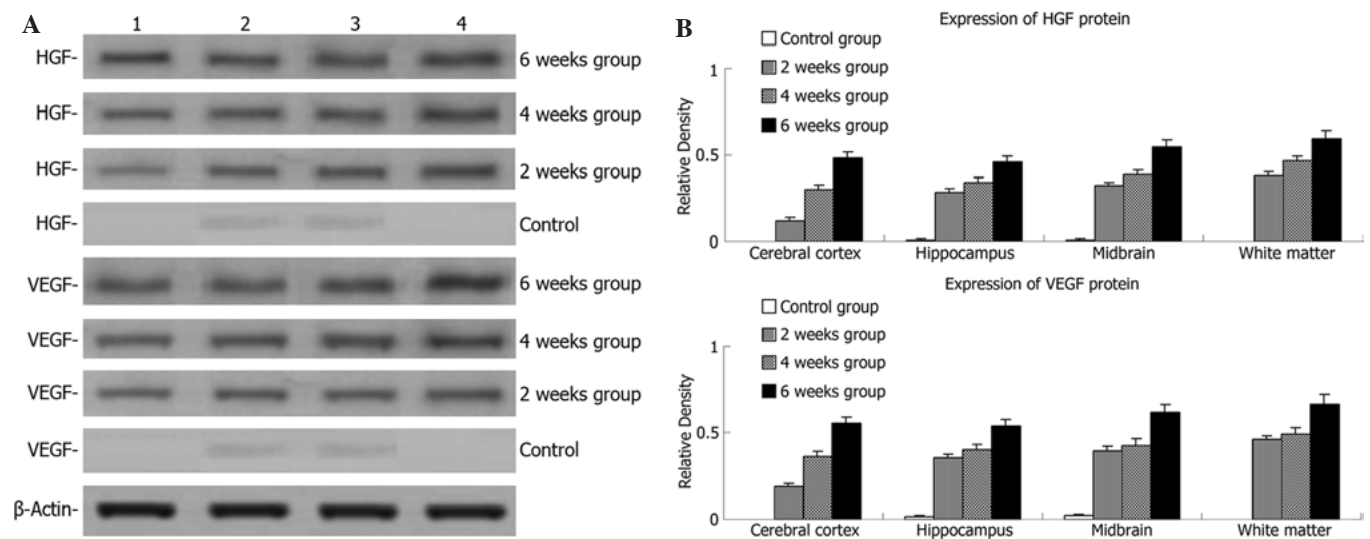 A
1 2 3 4
HGF- 6 weeks group
HGF- 4 weeks group
HGF- 2 weeks group
HGF- Control
VEGF- 6 weeks group
VEGF- 4 weeks group
VEGF- 2 weeks group
VEGF- Control
β-Actin-
B
Expression of HGF protein
Control group
2 weeks group
4 weeks group
6 weeks group
Relative Density
1
0.5
0
Cerebral cortex Hippocampus Midbrain White matter
Expression of VEGF protein
Control group
2 weeks group
4 weeks group
6 weeks group
Relative Density
1
0.5
0
Cerebral cortex Hippocampus Midbrain White matter